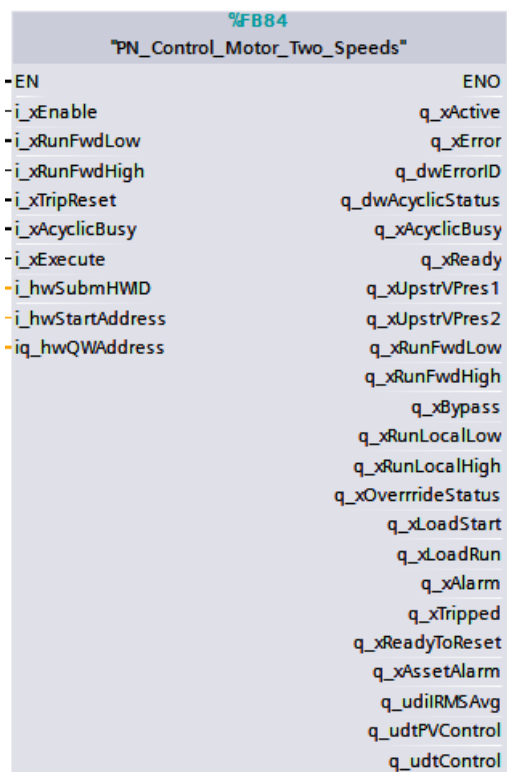 %FB84
"PN_Control_Motor_Two_Speeds"
EN ENO
i_xEnable q_xActive
i_xRunFwdLow q_xError
i_xRunFwdHigh q_dwErrorID
i_xTripReset q_dwAcyclicStatus
i_xAcyclicBusy q_xAcyclicBusy
i_xExecute q_xReady
i_hwSubmHWID q_xUpstrVPres1
i_hwStartAddress q_xUpstrVPres2
iq_hwQWAddress q_xRunFwdLow
q_xRunFwdHigh
q_xBypass
q_xRunLocalLow
q_xRunLocalHigh
q_xOverrrideStatus
q_xLoadStart
q_xLoadRun
q_xAlarm
q_xTripped
q_xReadyToReset
q_xAssetAlarm
q_udiIRMSAvg
q_udtPVControl
q_udtControl